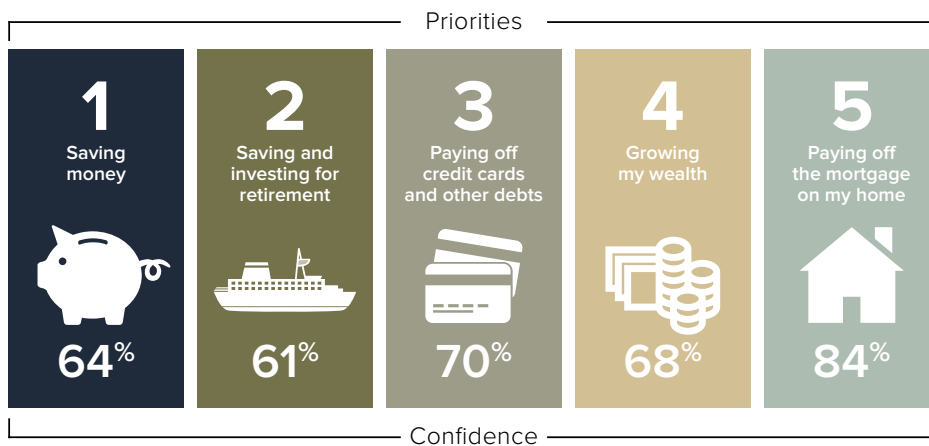 Priorities
1
Saving
money
64%
2
Saving and
investing for
retirement
61%
3
Paying off
credit cards
and other debts
70%
4
Growing
my wealth
68%
5
Paying off
the mortgage
on my home
84%
Confidence